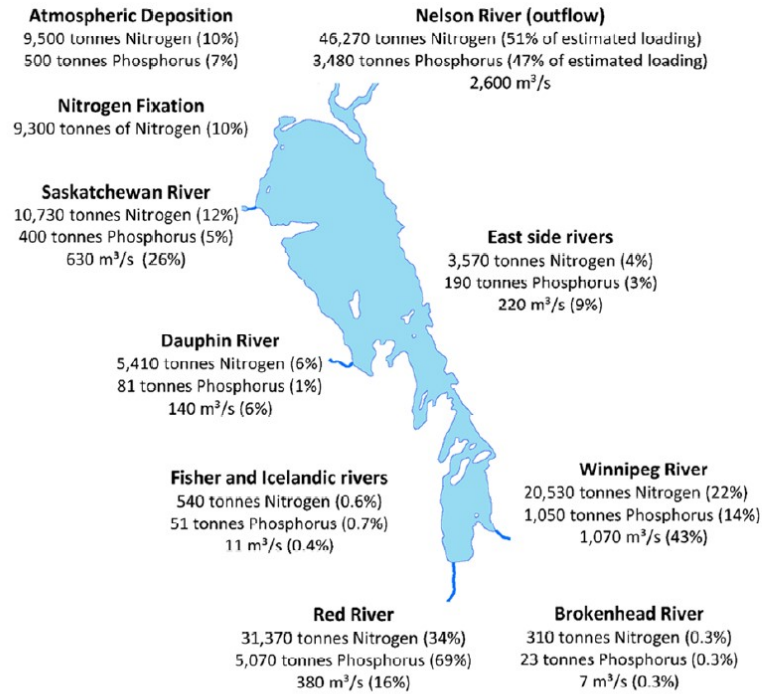 Atmospheric Deposition
9,500 tonnes Nitrogen (10%)
500 tonnes Phosphorus (7%)
Nelson River (outflow)
46,270 tonnes Nitrogen (51% of estimated loading)
3,480 tonnes Phosphorus (47% of estimated loading)
2,600 m³/s
Nitrogen Fixation
9,300 tonnes of Nitrogen (10%)
Saskatchewan River
10,730 tonnes Nitrogen (12%)
400 tonnes Phosphorus (5%)
630 m³/s (26%)
East side rivers
3,570 tonnes Nitrogen (4%)
190 tonnes Phosphorus (3%)
220 m³/s (9%)
Dauphin River
5,410 tonnes Nitrogen (6%)
81 tonnes Phosphorus (1%)
140 m³/s (6%)
Fisher and Icelandic rivers
540 tonnes Nitrogen (0.6%)
51 tonnes Phosphorus (0.7%)
11 m³/s (0.4%)
Winnipeg River
20,530 tonnes Nitrogen (22%)
1,050 tonnes Phosphorus (14%)
1,070 m³/s (43%)
Red River
31,370 tonnes Nitrogen (34%)
5,070 tonnes Phosphorus (69%)
380 m³/s (16%)
Brokenhead River
310 tonnes Nitrogen (0.3%)
23 tonnes Phosphorus (0.3%)
7 m³/s (0.3%)